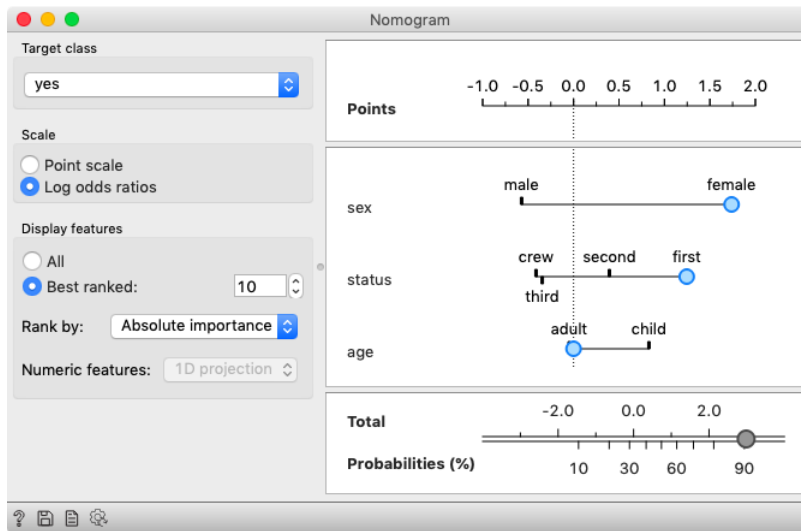 Nomogram
Target class
yes
Scale
Point scale
Log odds ratios
Display features
All
Best ranked: 10
Rank by: Absolute importance
Numeric features: 1D projection
-1.0 -0.5 0.0 0.5 1.0 1.5 2.0
Points
male female
sex
crew second first
status
third
adult child
age
-2.0 0.0 2.0
Total
Probabilities (%)
10 30 60 90
?